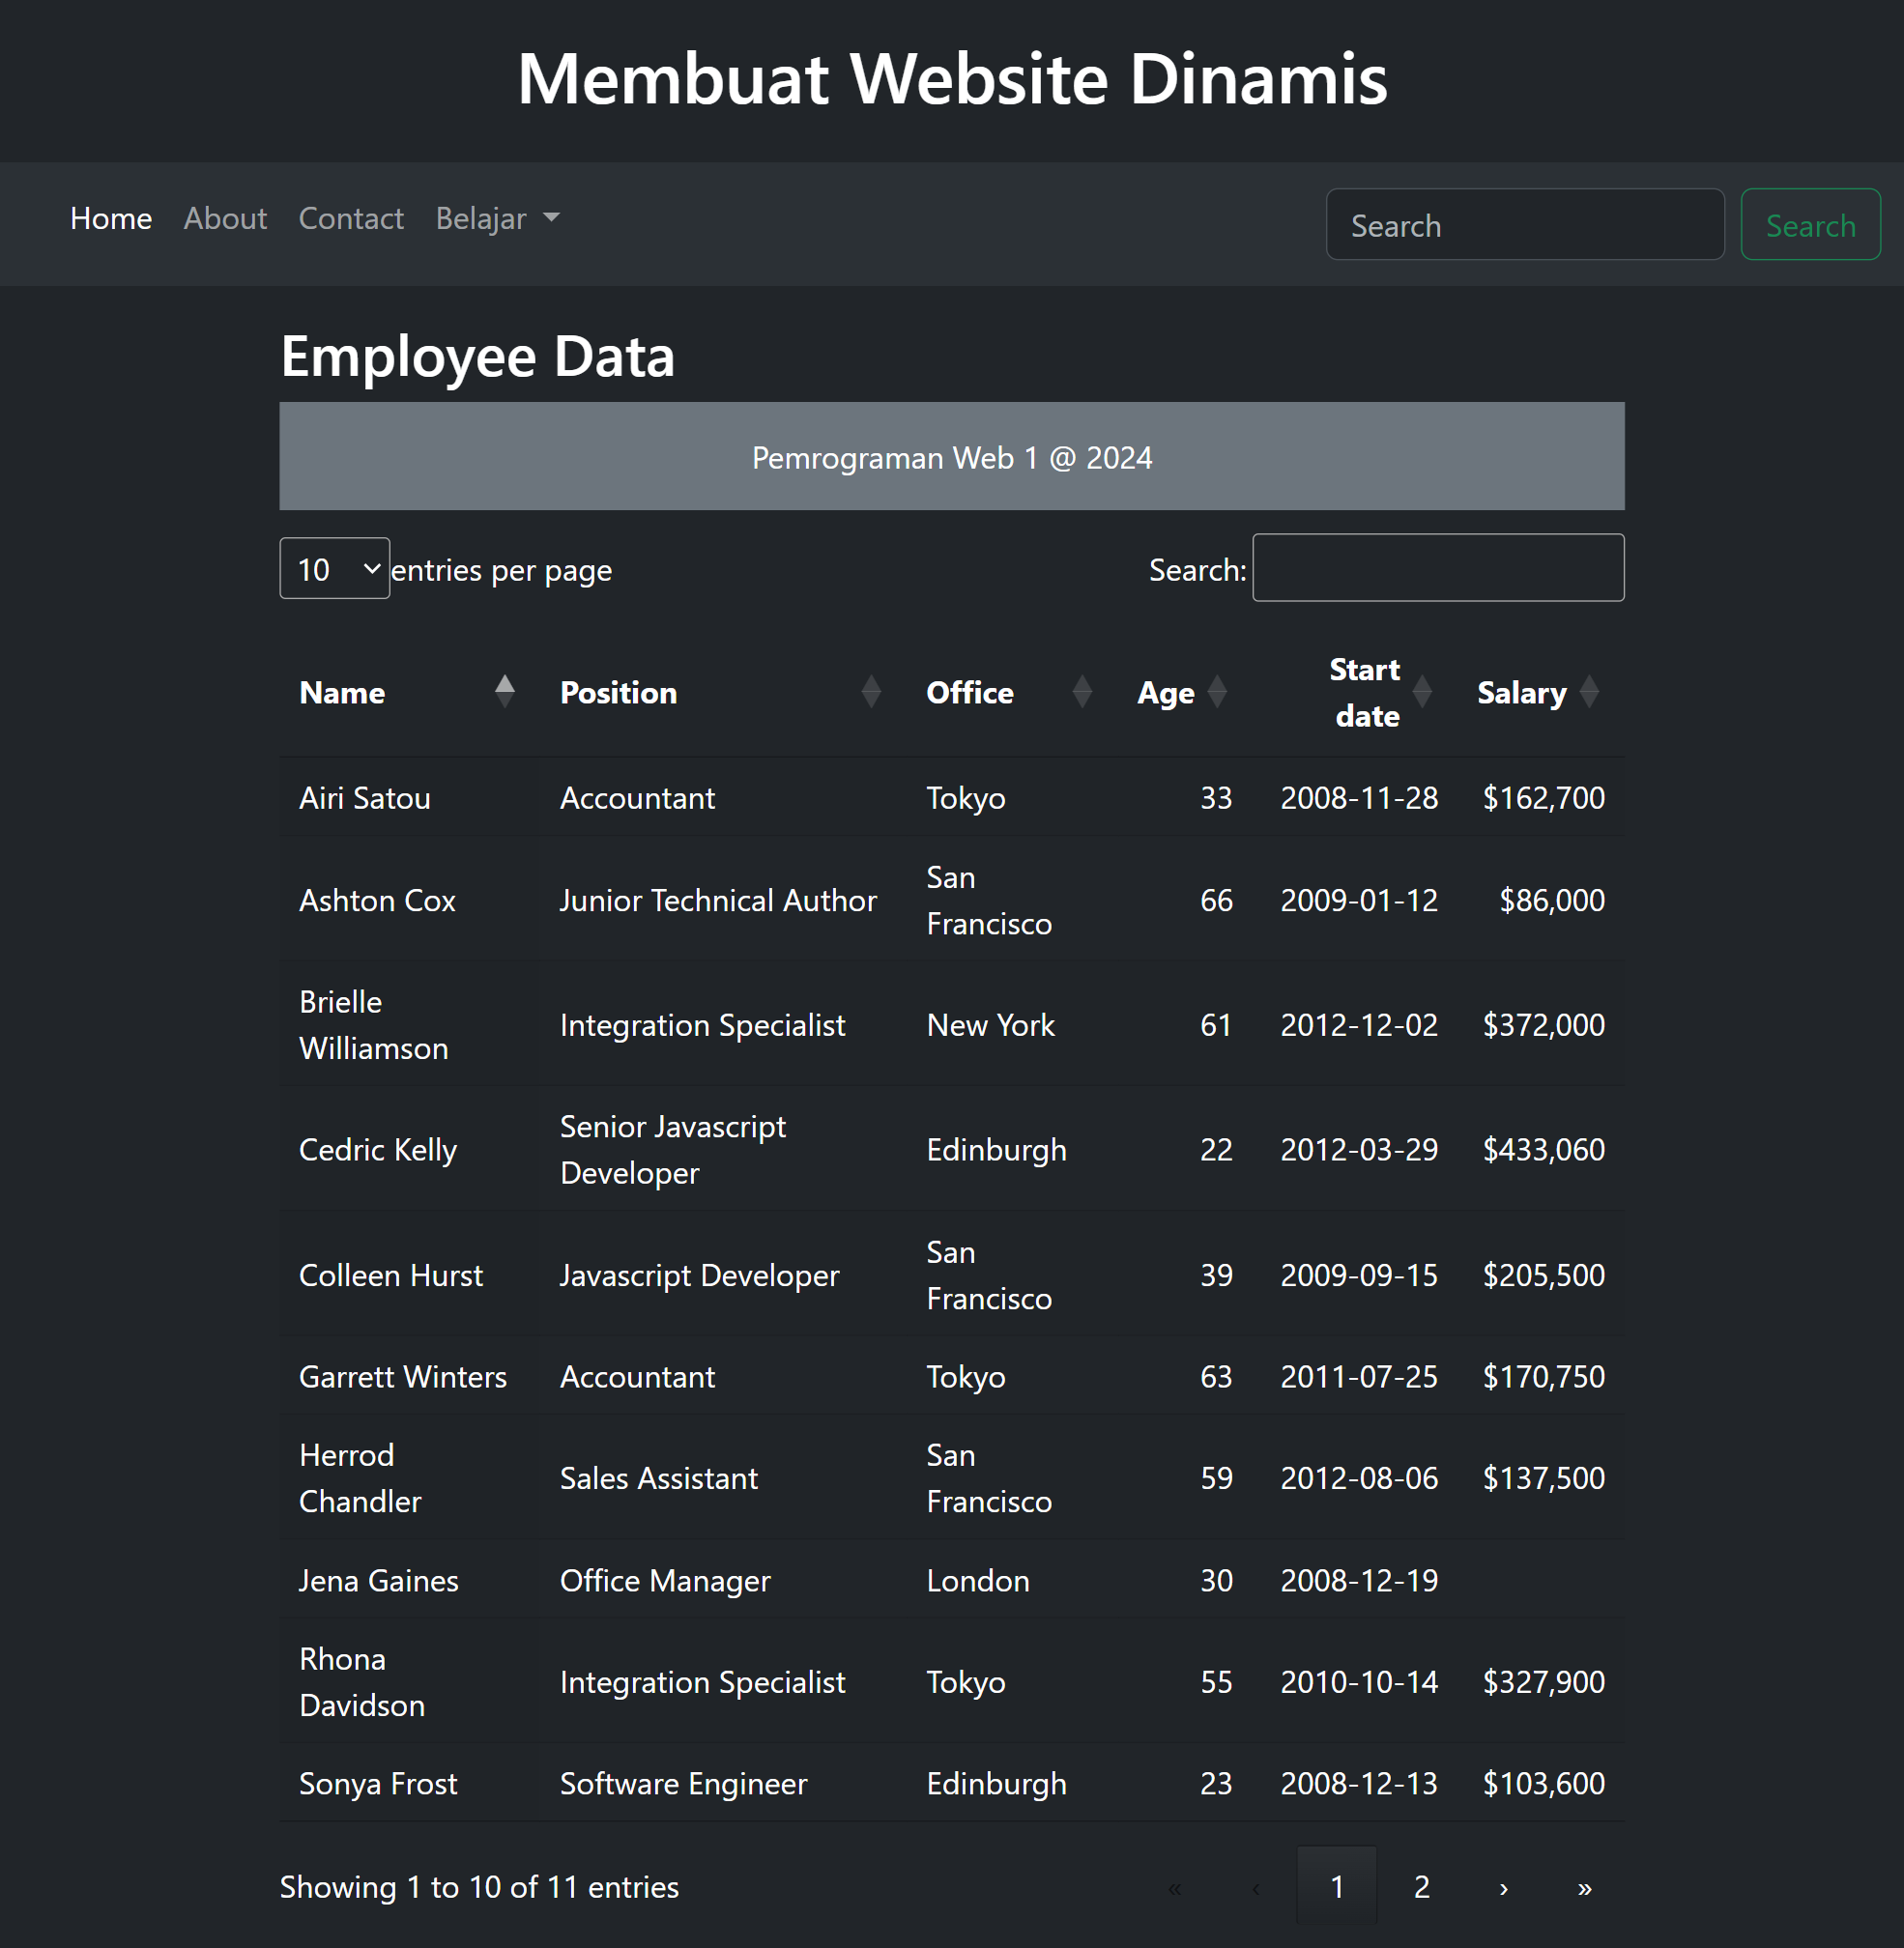 Membuat Website Dinamis
Home About Contact Belajar Search Search
Employee Data
Pemrograman Web 1 @ 2024
10 entries per page Search:
Name Position Office Age Start date Salary
Airi Satou Accountant Tokyo 33 2008-11-28 $162,700
Ashton Cox Junior Technical Author San Francisco 66 2009-01-12 $86,000
Brielle Williamson Integration Specialist New York 61 2012-12-02 $372,000
Cedric Kelly Senior Javascript Developer Edinburgh 22 2012-03-29 $433,060
Colleen Hurst Javascript Developer San Francisco 39 2009-09-15 $205,500
Garrett Winters Accountant Tokyo 63 2011-07-25 $170,750
Herrod Chandler Sales Assistant San Francisco 59 2012-08-06 $137,500
Jena Gaines Office Manager London 30 2008-12-19
Rhona Davidson Integration Specialist Tokyo 55 2010-10-14 $327,900
Sonya Frost Software Engineer Edinburgh 23 2008-12-13 $103,600
Showing 1 to 10 of 11 entries « ‹ 1 2 › »